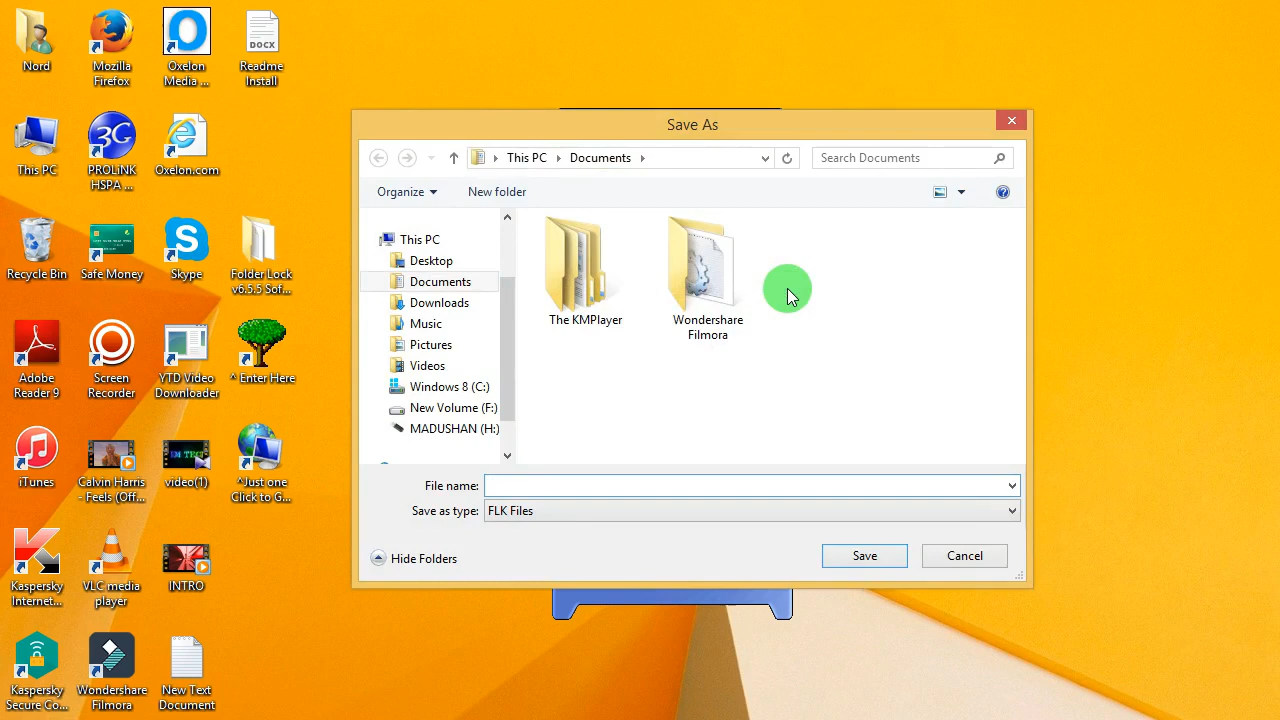 Nord
Mozilla
Firefox
Oxelon
Media ...
DOCX
Readme
Install
This PC
3G
PROLiNK
HSPA ...
Oxelon.com
Recycle Bin
Safe Money
Skype
Folder Lock
v6.5.5 Sof...
Adobe
Reader 9
Screen
Recorder
YTD Video
Downloader
^ Enter Here
iTunes
Calvin Harris
- Feels (Off...
video(1)
^Just one
Click to G...
Kaspersky
Internet...
VLC media
player
INTRO
Kaspersky
Secure Co...
Wondershare
Filmora
New Text
Document
Save As
This PC
Documents
Search Documents
Organize
New folder
This PC
Desktop
Documents
Downloads
Music
Pictures
Videos
Windows 8 (C:)
New Volume (F:)
MADUSHAN (H:)
The KMPlayer
Wondershare
Filmora
File name:
Save as type: FLK Files
Hide Folders
Save
Cancel